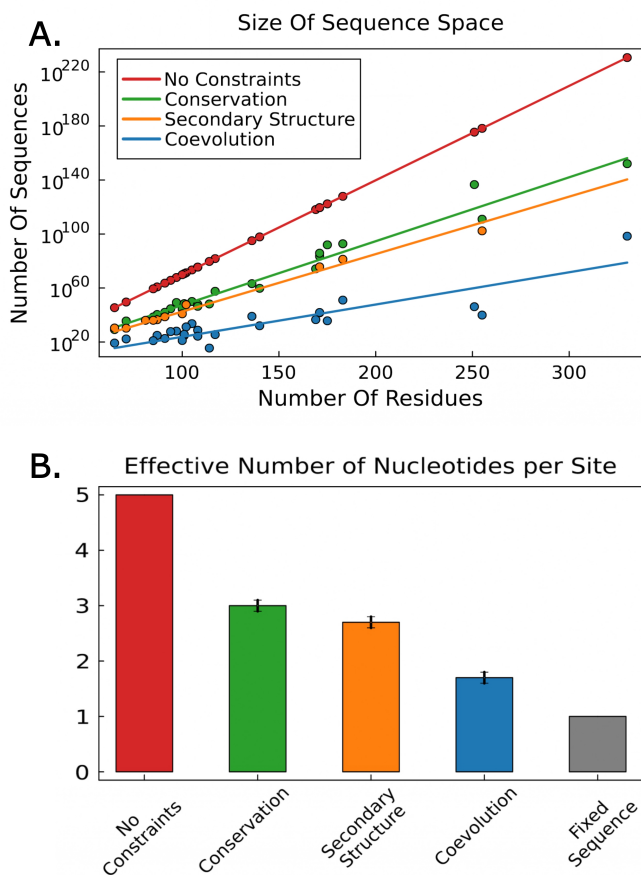 A.
Size Of Sequence Space
Number Of Sequences
10^220
10^180
10^140
10^100
10^60
10^20
No Constraints
Conservation
Secondary Structure
Coevolution
100
150
200
250
300
Number Of Residues
B.
Effective Number of Nucleotides per Site
5
4
3
2
1
0
No
Constraints
Conservation
Secondary
Structure
Coevolution
Fixed
Sequence